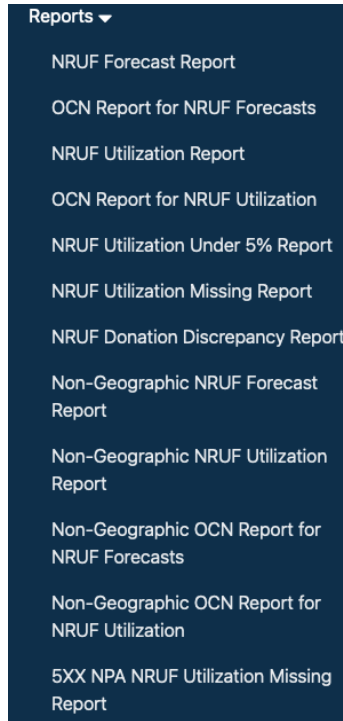 Reports
NRUF Forecast Report
OCN Report for NRUF Forecasts
NRUF Utilization Report
OCN Report for NRUF Utilization
NRUF Utilization Under 5% Report
NRUF Utilization Missing Report
NRUF Donation Discrepancy Report
Non-Geographic NRUF Forecast
Report
Non-Geographic NRUF Utilization
Report
Non-Geographic OCN Report for
NRUF Forecasts
Non-Geographic OCN Report for
NRUF Utilization
5XX NPA NRUF Utilization Missing
Report